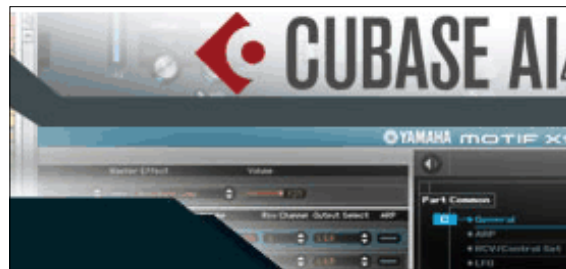 CUBASE AI4
YAMAHA MOTIF XS
Master Effect Volume
Rcv Channel Output Select ARP
Part Common
General
ARP
RCV/Control Set
LFO